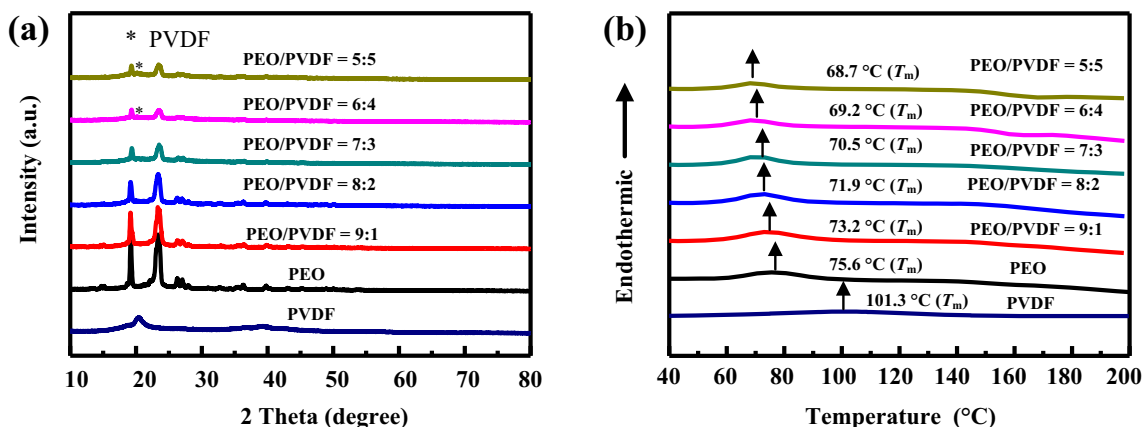 (a)
* PVDF
PEO/PVDF = 5:5
*
PEO/PVDF = 6:4
*
PEO/PVDF = 7:3
PEO/PVDF = 8:2
PEO/PVDF = 9:1
PEO
PVDF
Intensity (a.u.)
10 20 30 40 50 60 70 80
2 Theta (degree)
(b)
68.7 °C (Tm) PEO/PVDF = 5:5
69.2 °C (Tm) PEO/PVDF = 6:4
70.5 °C (Tm) PEO/PVDF = 7:3
71.9 °C (Tm) PEO/PVDF = 8:2
73.2 °C (Tm) PEO/PVDF = 9:1
75.6 °C (Tm) PEO
101.3 °C (Tm) PVDF
Endothermic
40 60 80 100 120 140 160 180 200
Temperature (°C)